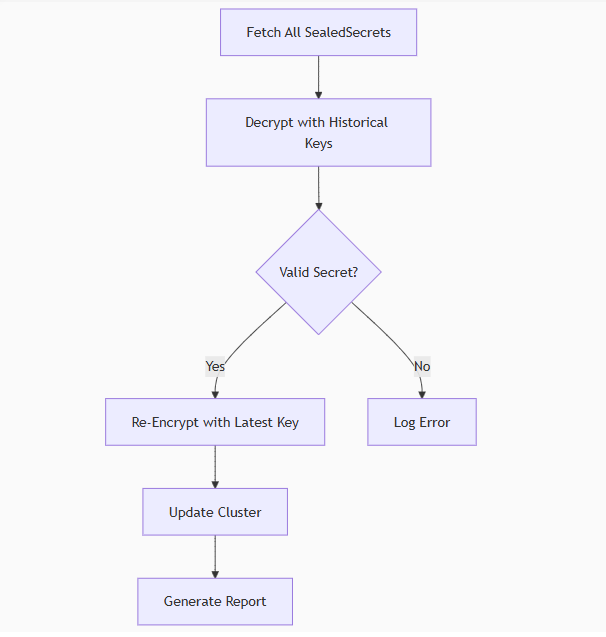 Fetch All SealedSecrets
Decrypt with Historical
Keys
Valid Secret?
Yes
No
Re-Encrypt with Latest Key
Log Error
Update Cluster
Generate Report